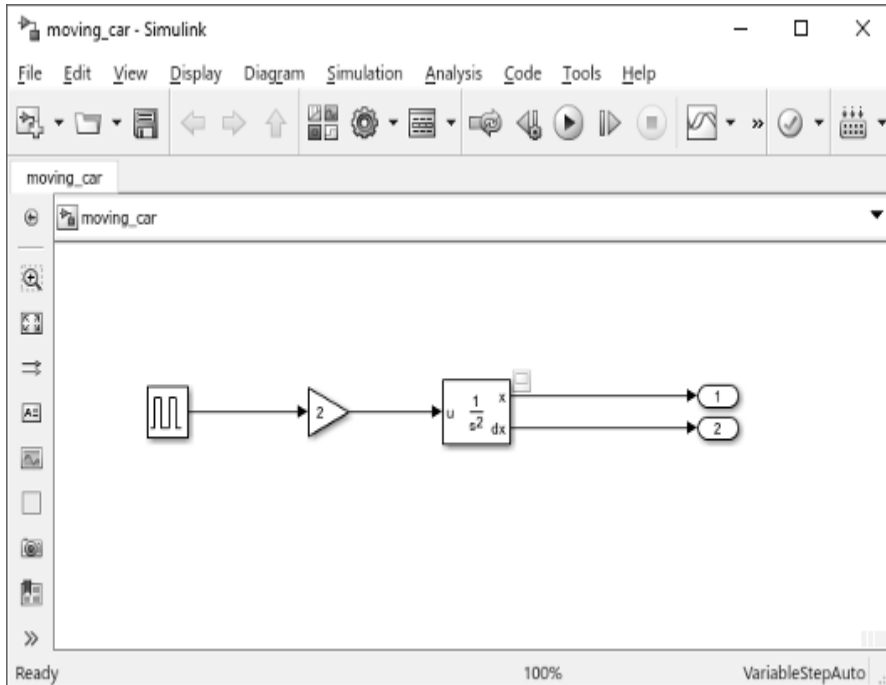 moving_car - Simulink
File Edit View Display Diagram Simulation Analysis Code Tools Help
»
moving_car
moving_car
A≡
2
u 1 s² x dx
1
2
»
Ready 100% VariableStepAuto